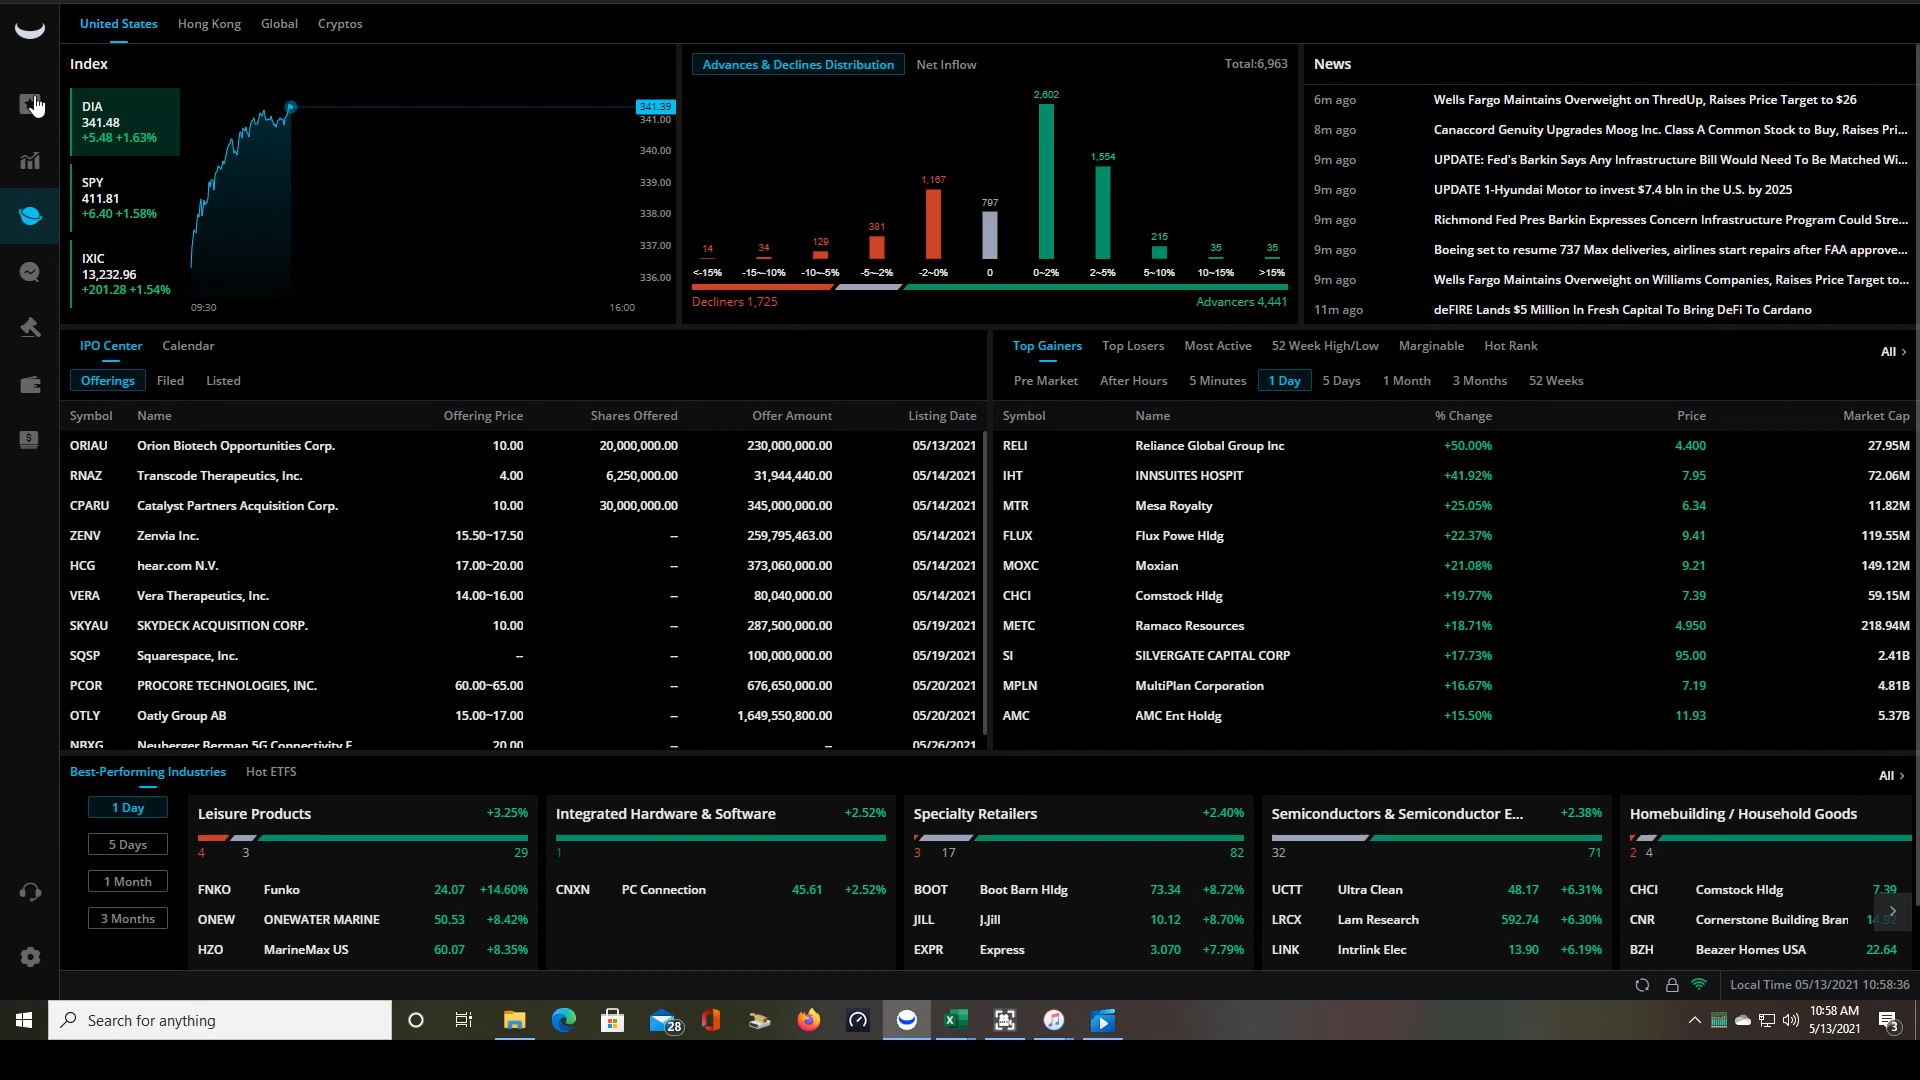 United States Hong Kong Global Cryptos
Index
DIA
341.48
+5.48 +1.63%
SPY
411.81
+6.40 +1.58%
IXIC
13,232.96
+201.28 +1.54%
341.39
341.00
340.00
339.00
338.00
337.00
336.00
09:30 16:00
Advances & Declines Distribution Net Inflow Total:6,963
14 34 129 381 1,167 797 2,602 1,554 215 35 35
<-15% -15~-10% -10~-5% -5~-2% -2~0% 0 0~2% 2~5% 5~10% 10~15% >15%
Decliners 1,725 Advancers 4,441
News
6m ago Wells Fargo Maintains Overweight on ThredUp, Raises Price Target to $26
8m ago Canaccord Genuity Upgrades Moog Inc. Class A Common Stock to Buy, Raises Pri...
9m ago UPDATE: Fed's Barkin Says Any Infrastructure Bill Would Need To Be Matched Wi...
9m ago UPDATE 1-Hyundai Motor to invest $7.4 bln in the U.S. by 2025
9m ago Richmond Fed Pres Barkin Expresses Concern Infrastructure Program Could Stre...
9m ago Boeing set to resume 737 Max deliveries, airlines start repairs after FAA approve...
9m ago Wells Fargo Maintains Overweight on Williams Companies, Raises Price Target to...
11m ago deFIRE Lands $5 Million In Fresh Capital To Bring DeFi To Cardano
IPO Center Calendar
Offerings Filed Listed
Symbol Name Offering Price Shares Offered Offer Amount Listing Date
ORIAU Orion Biotech Opportunities Corp. 10.00 20,000,000.00 230,000,000.00 05/13/2021
RNAZ Transcode Therapeutics, Inc. 4.00 6,250,000.00 31,944,440.00 05/14/2021
CPARU Catalyst Partners Acquisition Corp. 10.00 30,000,000.00 345,000,000.00 05/14/2021
ZENV Zenvia Inc. 15.50~17.50 -- 259,795,463.00 05/14/2021
HCG hear.com N.V. 17.00~20.00 -- 373,060,000.00 05/14/2021
VERA Vera Therapeutics, Inc. 14.00~16.00 -- 80,040,000.00 05/14/2021
SKYAU SKYDECK ACQUISITION CORP. 10.00 -- 287,500,000.00 05/19/2021
SQSP Squarespace, Inc. -- -- 100,000,000.00 05/19/2021
PCOR PROCORE TECHNOLOGIES, INC. 60.00~65.00 -- 676,650,000.00 05/20/2021
OTLY Oatly Group AB 15.00~17.00 -- 1,649,550,800.00 05/20/2021
NBXG Neuberger Berman 5G Connectivity F 20.00 -- -- 05/26/2021
Top Gainers Top Losers Most Active 52 Week High/Low Marginable Hot Rank All >
Pre Market After Hours 5 Minutes 1 Day 5 Days 1 Month 3 Months 52 Weeks
Symbol Name % Change Price Market Cap
RELI Reliance Global Group Inc +50.00% 4.400 27.95M
IHT INNSUITES HOSPIT +41.92% 7.95 72.06M
MTR Mesa Royalty +25.05% 6.34 11.82M
FLUX Flux Powe Hldg +22.37% 9.41 119.55M
MOXC Moxian +21.08% 9.21 149.12M
CHCI Comstock Hldg +19.77% 7.39 59.15M
METC Ramaco Resources +18.71% 4.950 218.94M
SI SILVERGATE CAPITAL CORP +17.73% 95.00 2.41B
MPLN MultiPlan Corporation +16.67% 7.19 4.81B
AMC AMC Ent Holdg +15.50% 11.93 5.37B
Best-Performing Industries Hot ETFS All >
1 Day
5 Days
1 Month
3 Months
Leisure Products +3.25%
4 3 29
FNKO Funko 24.07 +14.60%
ONEW ONEWATER MARINE 50.53 +8.42%
HZO MarineMax US 60.07 +8.35%
Integrated Hardware & Software +2.52%
1
CNXN PC Connection 45.61 +2.52%
Specialty Retailers +2.40%
3 17 82
BOOT Boot Barn Hldg 73.34 +8.72%
JILL J.Jill 10.12 +8.70%
EXPR Express 3.070 +7.79%
Semiconductors & Semiconductor E... +2.38%
32 71
UCTT Ultra Clean 48.17 +6.31%
LRCX Lam Research 592.74 +6.30%
LINK Intrlink Elec 13.90 +6.19%
Homebuilding / Household Goods
2 4
CHCI Comstock Hldg 7.39
CNR Cornerstone Building Bran 14.92
BZH Beazer Homes USA 22.64
Local Time 05/13/2021 10:58:36
Search for anything
28
10:58 AM
5/13/2021
3